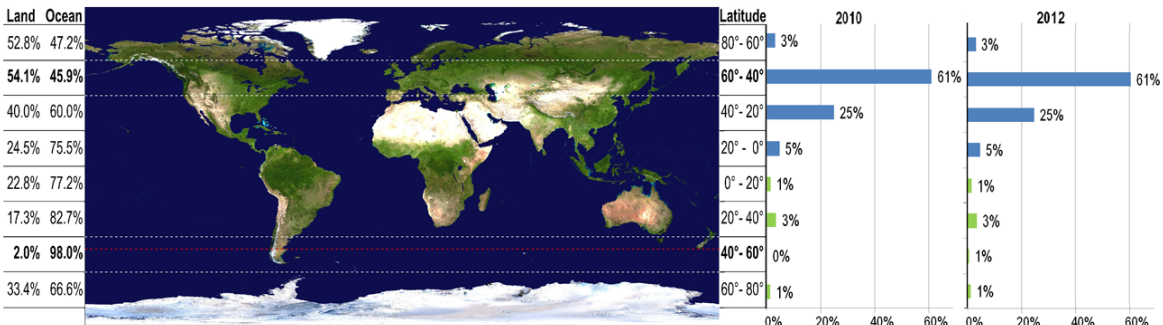 Land Ocean Latitude 2010 2012
52.8% 47.2% 80°- 60° 3% 3%
54.1% 45.9% 60°- 40° 61% 61%
40.0% 60.0% 40°- 20° 25% 25%
24.5% 75.5% 20° - 0° 5% 5%
22.8% 77.2% 0° - 20° 1% 1%
17.3% 82.7% 20°- 40° 3% 3%
2.0% 98.0% 40°- 60° 0% 1%
33.4% 66.6% 60°- 80° 1% 1%
0% 20% 40% 60% 0% 20% 40% 60%